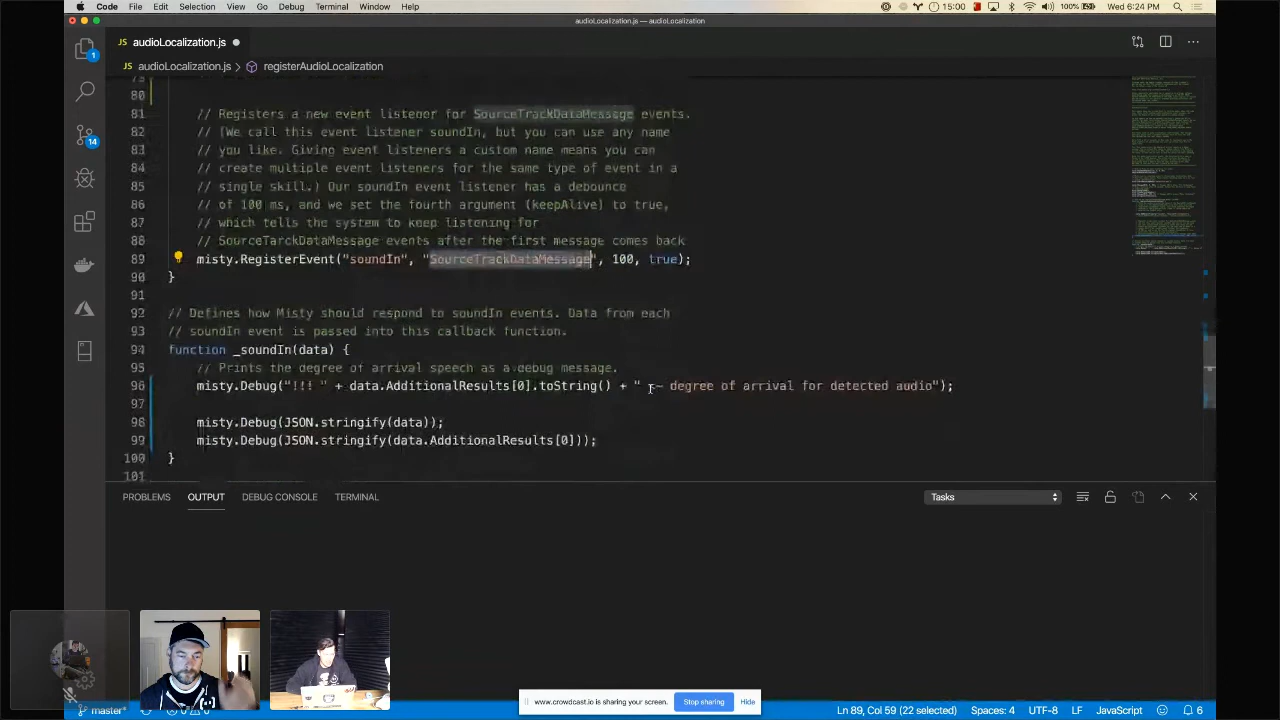 Code File Edit Selection View Go Debug Terminal Window Help 15:00 100% Wed 6:24 PM
audioLocalization.js — audioLocalization
JS audioLocalization.js
JS audioLocalization.js > registerAudioLocalization
79
80
81 // Registers a new event listener for SourceTrackDataMessage events.
82 // (We call this event listener soundIn, but you can use any name
83 // you like. Giving event listeners a custom name means you can
84 // create multiple event listeners for the same type of event in a
85 // single skill.) Our soundIn event listener has a debounce
86 // of 100 ms, and we set the fourth argument (keepAlive) to true,
87 // which tells the system to keep listening for
88 // SourceTarckDataMessage events after the first message comes back
89 misty.RegisterEvent("soundIn", "SourceTrackDataMessage", 100, true);
90 }
91
92 // Defines how Misty should respond to soundIn events. Data from each
93 // soundIn event is passed into this callback function.
94 function _soundIn(data) {
95 // Prints the degree of arrival speech as a debug message.
96 misty.Debug("!!! " + data.AdditionalResults[0].toString() + " -- degree of arrival for detected audio");
97
98 misty.Debug(JSON.stringify(data));
99 misty.Debug(JSON.stringify(data.AdditionalResults[0]));
100 }
101
1
14
PROBLEMS OUTPUT DEBUG CONSOLE TERMINAL Tasks
www.crowdcast.io is sharing your screen. Stop sharing Hide
master* 0 0 Ln 89, Col 59 (22 selected) Spaces: 4 UTF-8 LF JavaScript 6